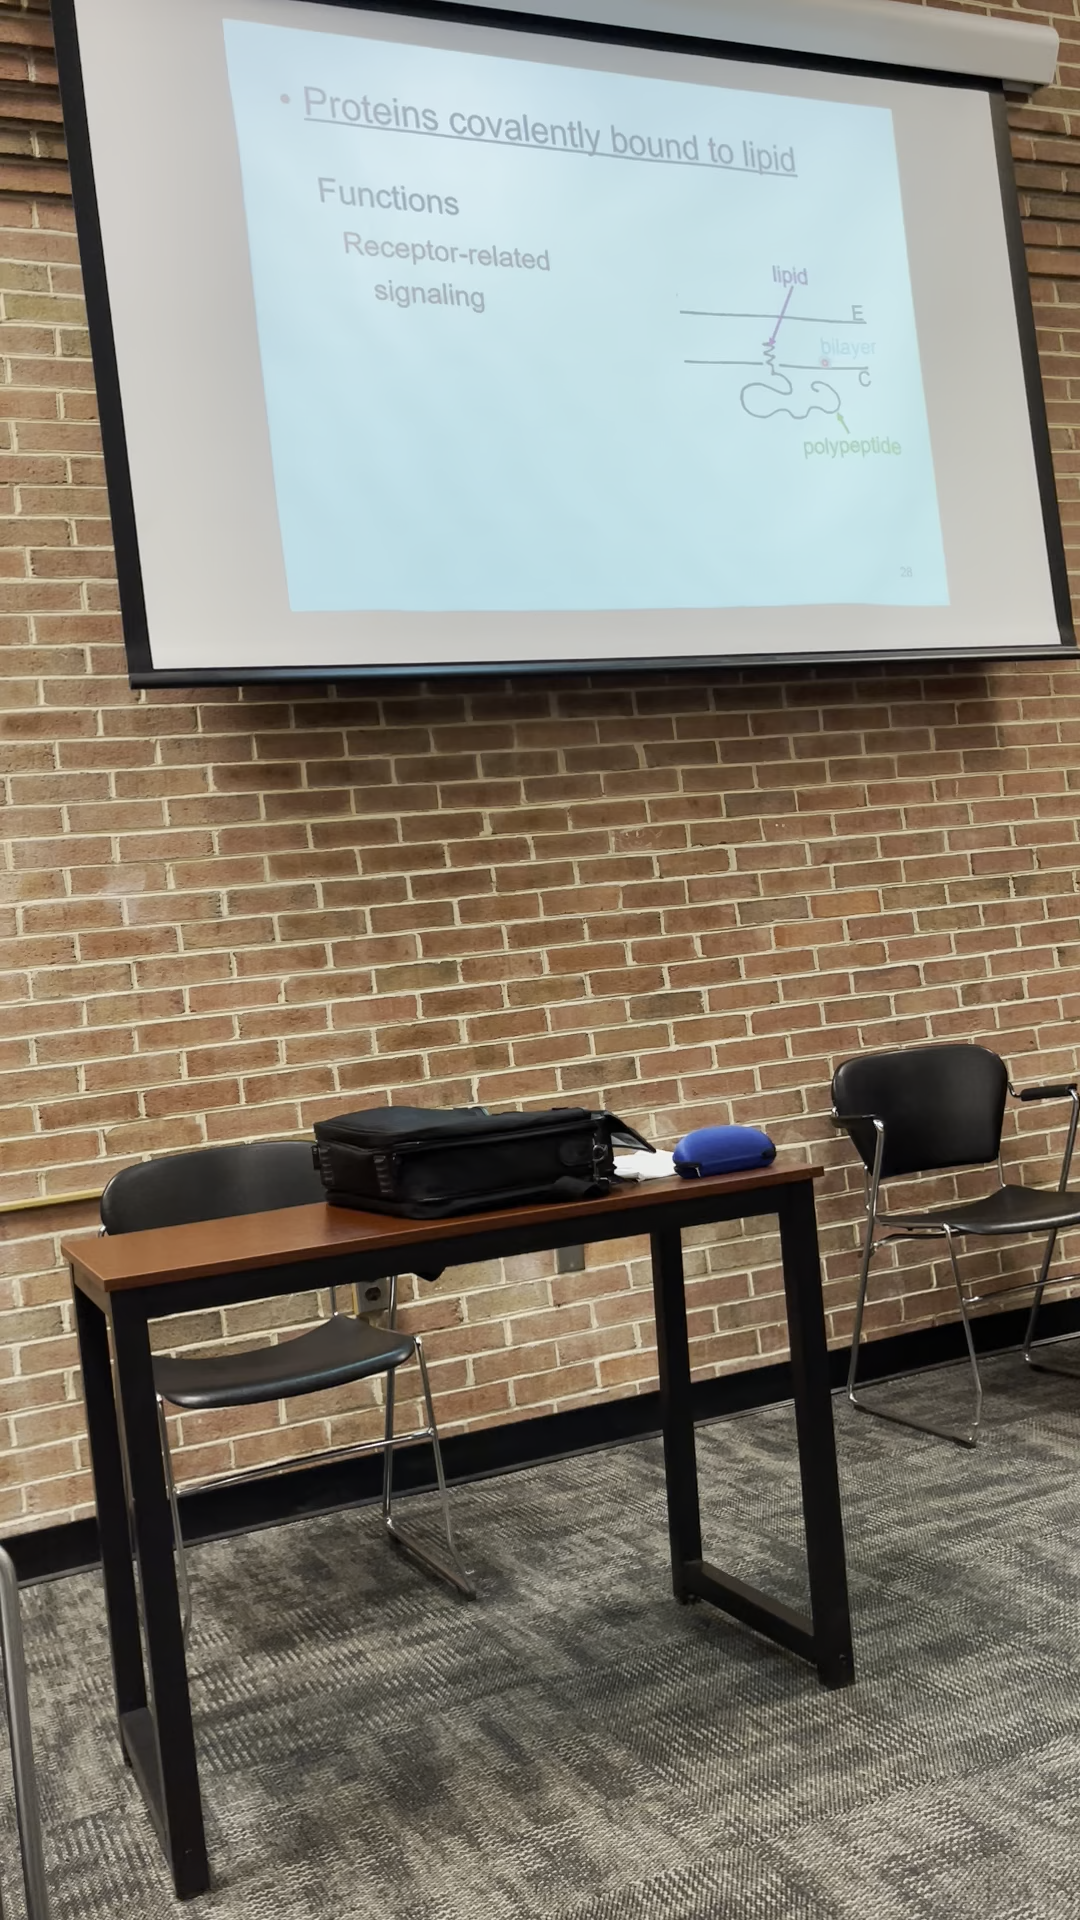 • Proteins covalently bound to lipid
Functions
Receptor-related
signaling
lipid
E
bilayer
C
polypeptide
28